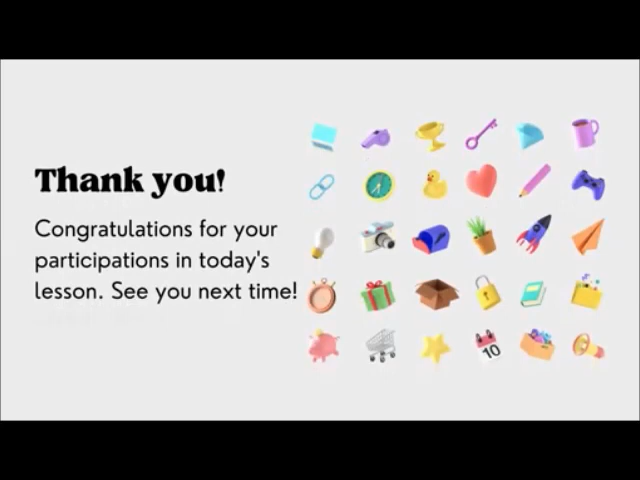 Thank you!
Congratulations for your
participations in today's
lesson. See you next time!
10